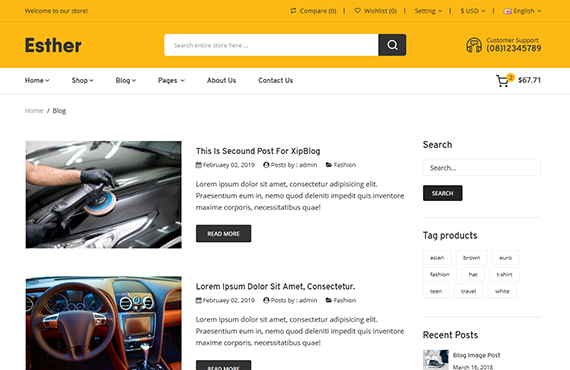 Welcome to our store!
Compare (0) | Wishlist (0) | Setting | $ USD | English
Esther
Search entire store here ...
Customer Support
(08)12345789
Home
Shop
Blog
Pages
About Us
Contact Us
2
$67.71
Home / Blog
This Is Secound Post For XipBlog
Februaey 02, 2019 Posts by : admin Fashion
Lorem ipsum dolor sit amet, consectetur adipisicing elit.
Praesentium eum in, nemo quod deleniti impedit quis inventore
maxime corporis, necessitatibus quae!
READ MORE
Lorem Ipsum Dolor Sit Amet, Consectetur.
Februaey 02, 2019 Posts by : admin Fashion
Lorem ipsum dolor sit amet, consectetur adipisicing elit.
Praesentium eum in, nemo quod deleniti impedit quis inventore
maxime corporis, necessitatibus quae!
READ MORE
Search
Search...
SEARCH
Tag products
asian
brown
euro
fashion
hat
t-shirt
teen
travel
white
Recent Posts
Blog Image Post
March 16, 2018